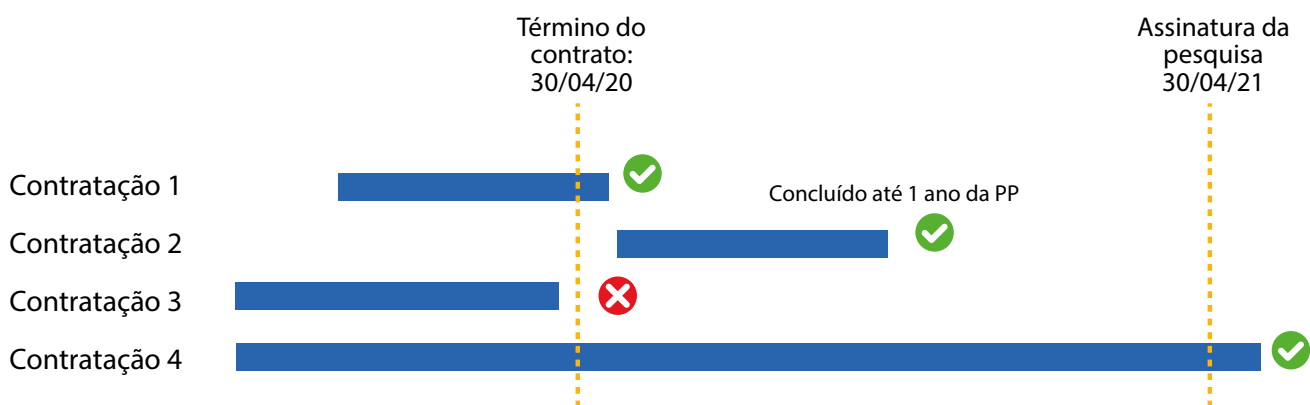 Término do
contrato:
30/04/20
Assinatura da
pesquisa
30/04/21
Contratação 1
Concluído até 1 ano da PP
Contratação 2
Contratação 3
Contratação 4